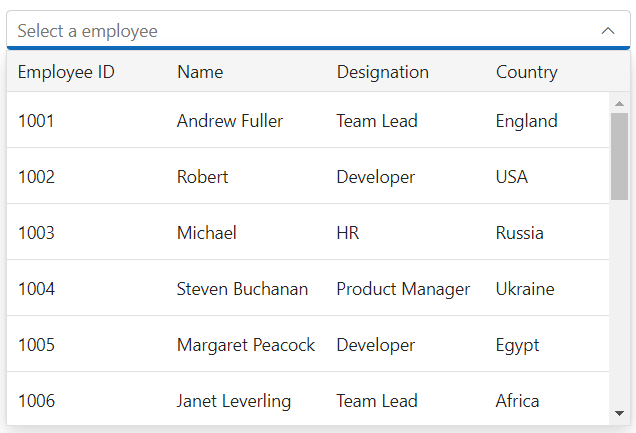 Select a employee
Employee ID Name Designation Country
1001 Andrew Fuller Team Lead England
1002 Robert Developer USA
1003 Michael HR Russia
1004 Steven Buchanan Product Manager Ukraine
1005 Margaret Peacock Developer Egypt
1006 Janet Leverling Team Lead Africa